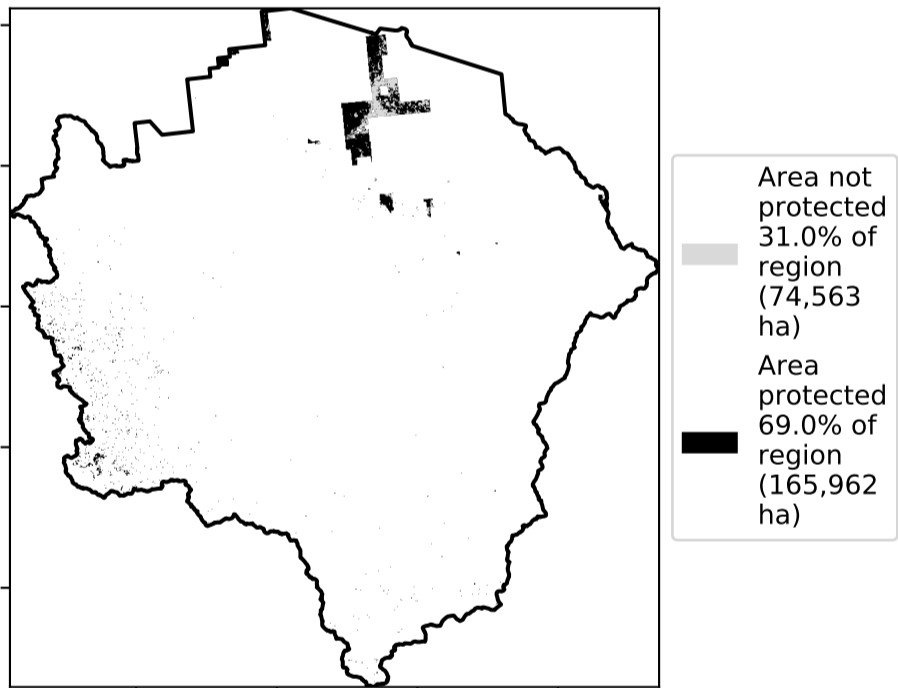 Area not
protected
31.0% of
region
(74,563
ha)
Area
protected
69.0% of
region
(165,962
ha)